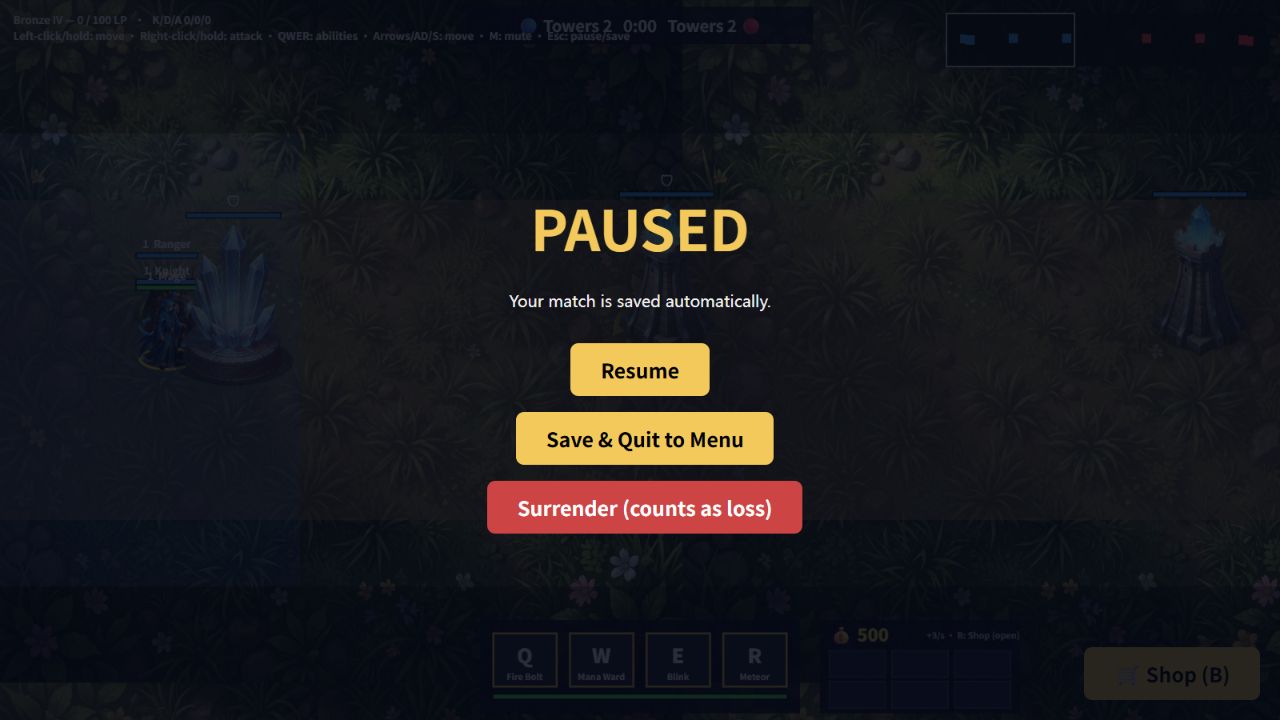 Bronze IV — 0 / 100 LP • K/D/A 0/0/0
Left-click/hold: move • Right-click/hold: attack • QWER: abilities • Arrows/AD/S: move • M: mute • Esc: pause/save
Towers 2 0:00 Towers 2
1 Ranger
1 Knight
PAUSED
Your match is saved automatically.
Resume
Save & Quit to Menu
Surrender (counts as loss)
Q
Fire Bolt
W
Mana Ward
E
Blink
R
Meteor
500
+3/s • B: Shop (open)
Shop (B)